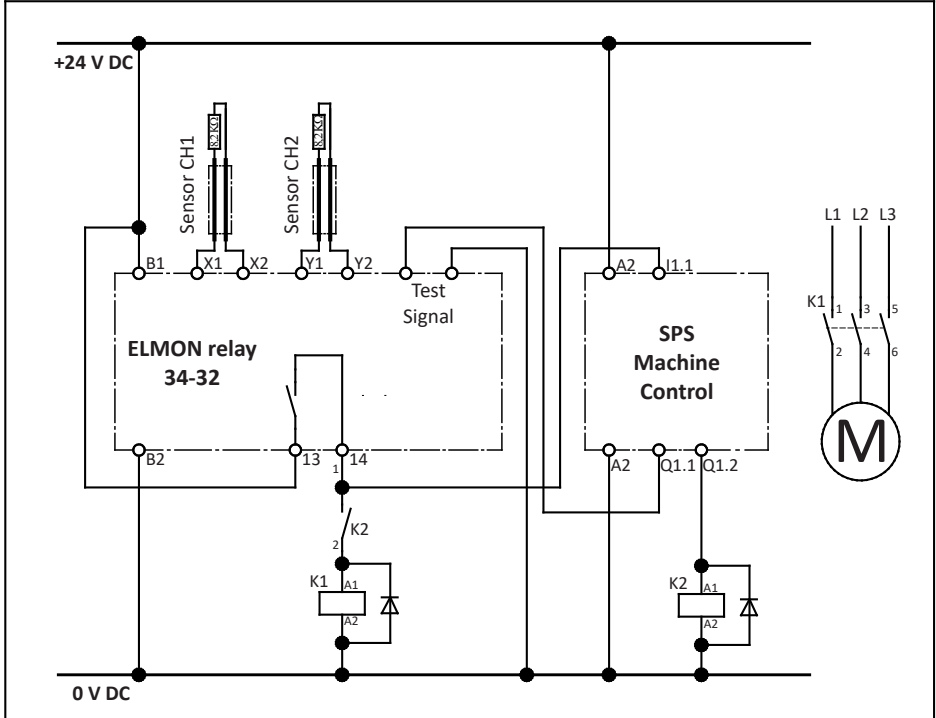 +24 V DC
Sensor CH1
8,2 KΩ
Sensor CH2
8,2 KΩ
L1 L2 L3
B1 X1 X2 Y1 Y2
Test
Signal
A2 I1.1
K1 1 3 5
2 4 6
ELMON relay
34-32
SPS
Machine
Control
M
B2 13 14
A2 Q1.1 Q1.2
1
K2
2
K1 A1
A2
K2 A1
A2
0 V DC